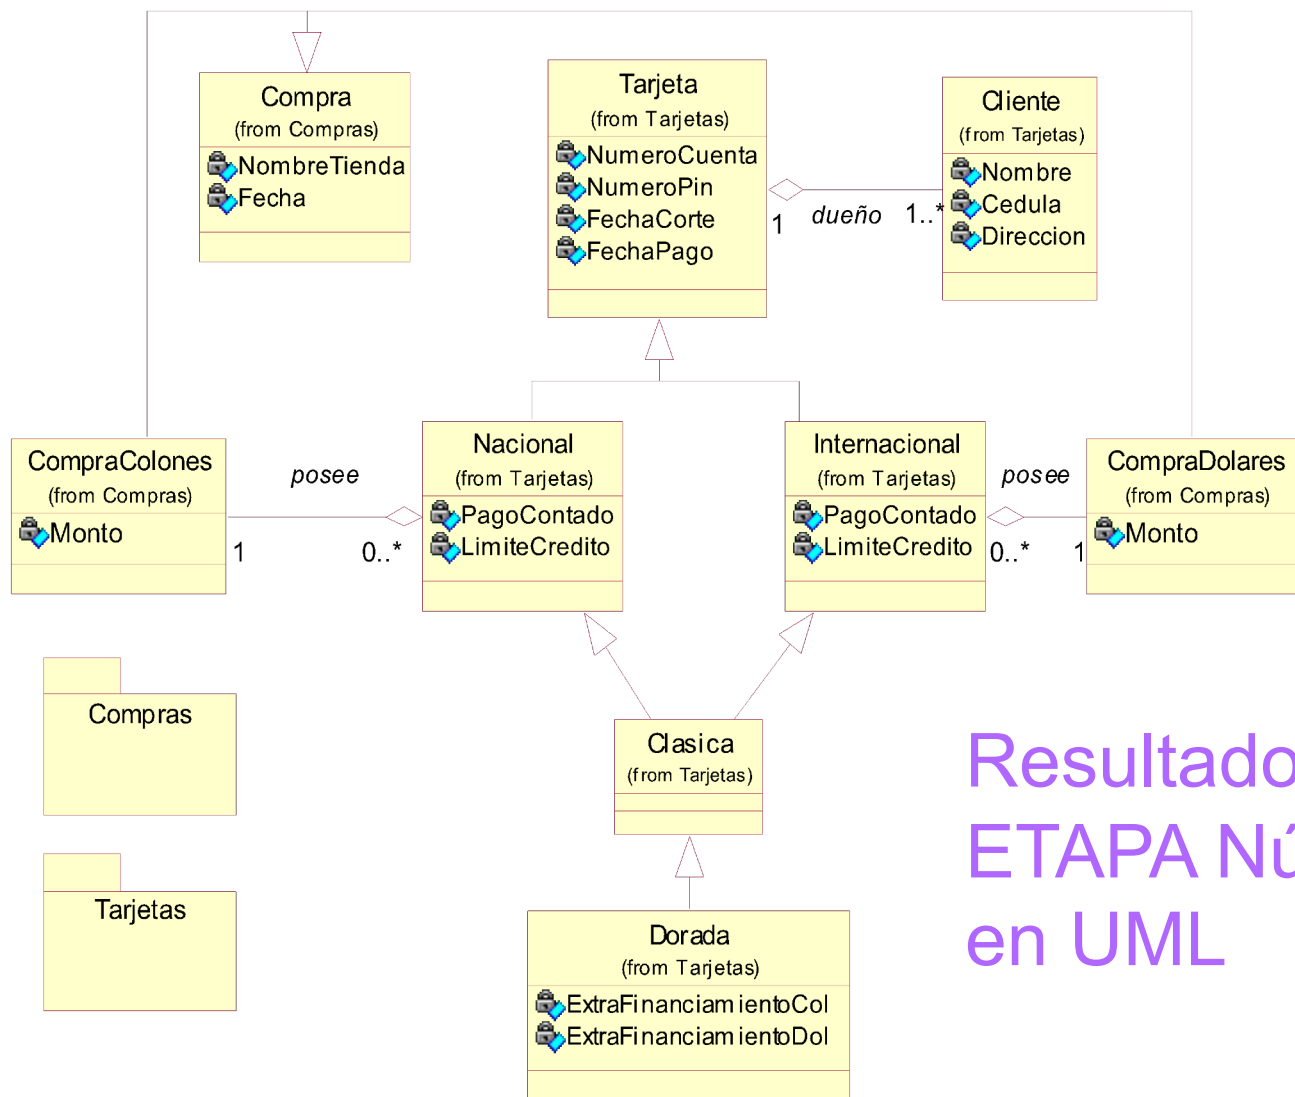 Compra
(from Compras)
NombreTienda
Fecha
Tarjeta
(from Tarjetas)
NumeroCuenta
NumeroPin
FechaCorte
FechaPago
1
dueño
1..*
Cliente
(from Tarjetas)
Nombre
Cedula
Direccion
CompraColones
(from Compras)
Monto
posee
1
0..*
Nacional
(from Tarjetas)
PagoContado
LimiteCredito
Internacional
(from Tarjetas)
PagoContado
LimiteCredito
posee
0..*
1
CompraDolares
(from Compras)
Monto
Compras
Tarjetas
Clasica
(from Tarjetas)
Dorada
(from Tarjetas)
ExtraFinanciamientoCol
ExtraFinanciamientoDol
Resultado
ETAPA Nú
en UML